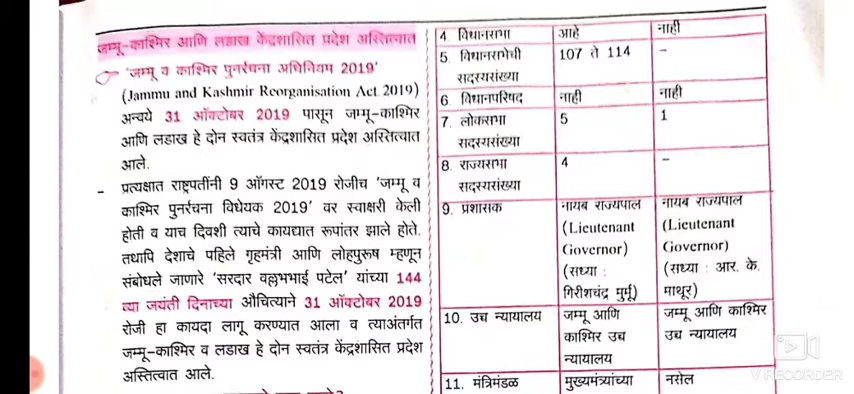 जम्मू-काश्मिर आणि लडाख केंद्रशासित प्रदेश अस्तित्वात
'जम्मू व काश्मिर पुनर्रचना अधिनियम 2019'
(Jammu and Kashmir Reorganisation Act 2019)
अन्वये 31 ऑक्टोबर 2019 पासून जम्मू-काश्मिर
आणि लडाख हे दोन स्वतंत्र केंद्रशासित प्रदेश अस्तित्वात
आले.
- प्रत्यक्षात राष्ट्रपतींनी 9 ऑगस्ट 2019 रोजीच 'जम्मू व
काश्मिर पुनर्रचना विधेयक 2019' वर स्वाक्षरी केली
होती व याच दिवशी त्याचे कायद्यात रूपांतर झाले होते.
तथापि देशाचे पहिले गृहमंत्री आणि लोहपुरूष म्हणून
संबोधले जाणारे 'सरदार वल्लभभाई पटेल' यांच्या 144
व्या जयंती दिनाच्या औचित्याने 31 ऑक्टोबर 2019
रोजी हा कायदा लागू करण्यात आला व त्याअंतर्गत
जम्मू-काश्मिर व लडाख हे दोन स्वतंत्र केंद्रशासित प्रदेश
अस्तित्वात आले.
4. विधानसभा आहे नाही
5. विधानसभेची 107 ते 114 –
सदस्यसंख्या
6. विधानपरिषद नाही नाही
7. लोकसभा 5 1
सदस्यसंख्या
8. राज्यसभा 4 –
सदस्यसंख्या
9. प्रशासक नायब राज्यपाल नायब राज्यपाल
(Lieutenant (Lieutenant
Governor) Governor)
(सध्या : (सध्या : आर. के.
गिरीशचंद्र मुर्मू) माथूर)
10. उच्च न्यायालय जम्मू आणि जम्मू आणि काश्मिर
काश्मिर उच्च उच्च न्यायालय
न्यायालय
11. मंत्रिमंडळ मुख्यमंत्र्यांच्या नसेल
V RECORDER